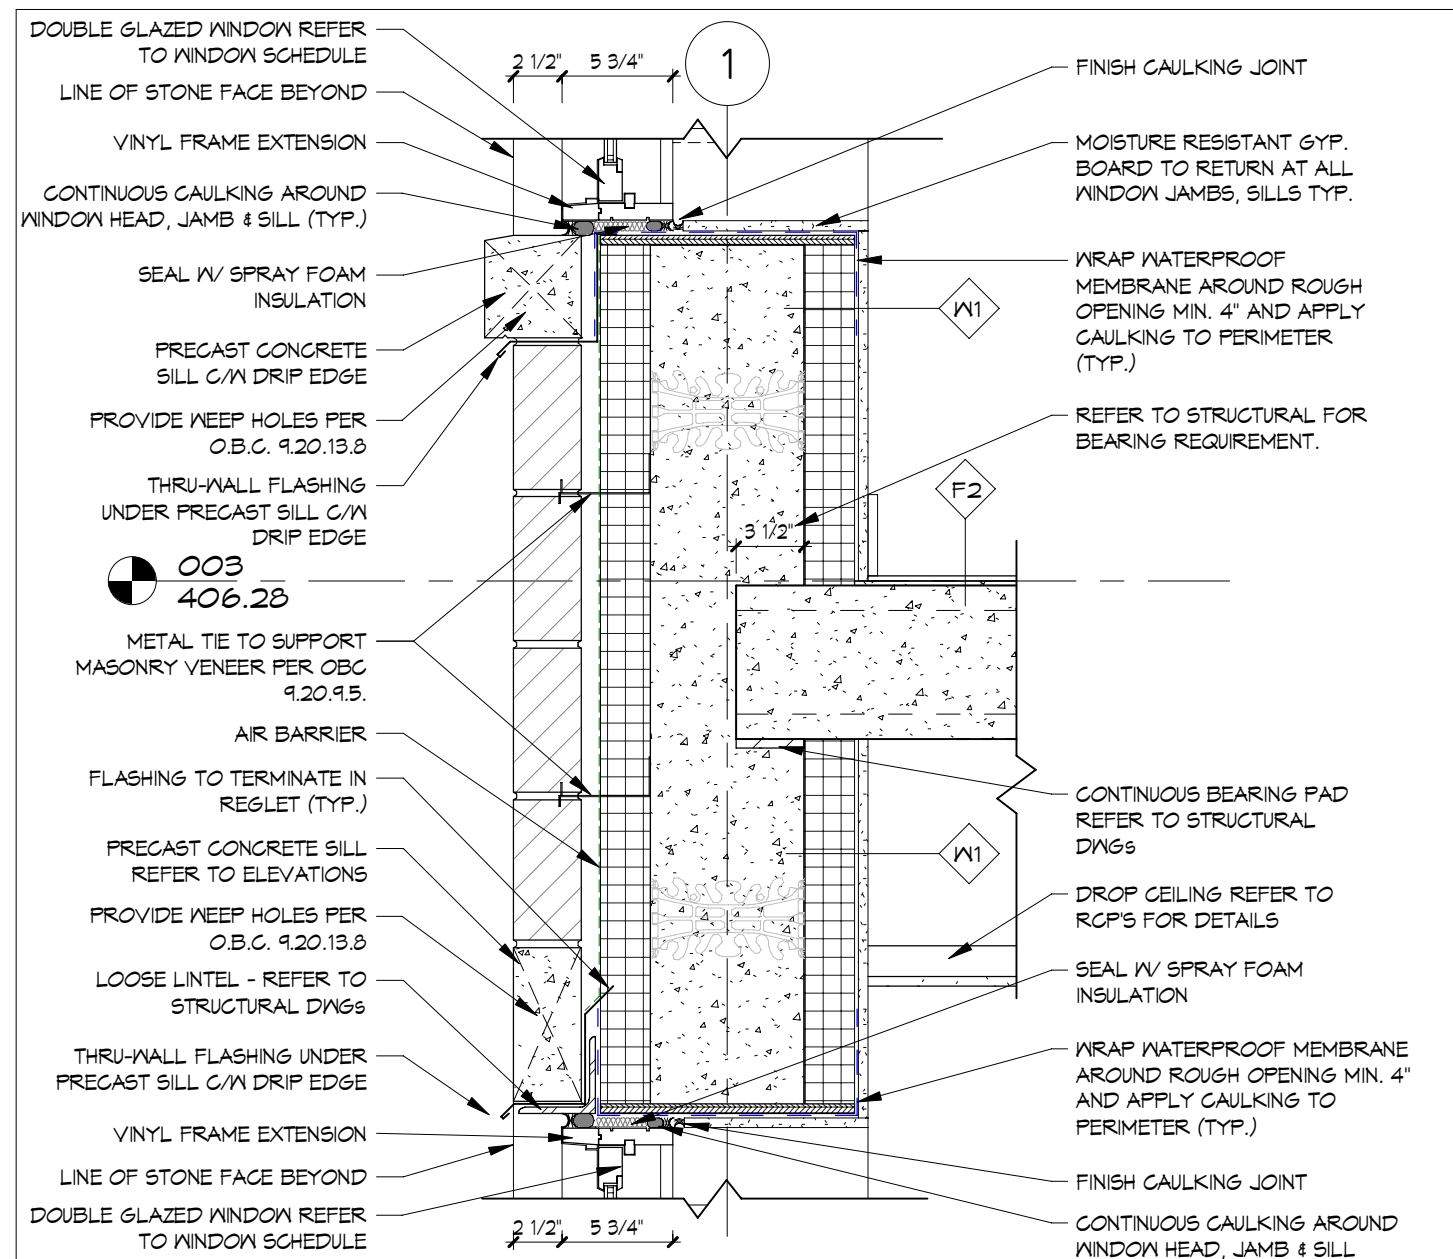 DOUBLE GLAZED WINDOW REFER
TO WINDOW SCHEDULE
LINE OF STONE FACE BEYOND
VINYL FRAME EXTENSION
CONTINUOUS CAULKING AROUND
WINDOW HEAD, JAMB & SILL (TYP.)
SEAL W/ SPRAY FOAM
INSULATION
PRECAST CONCRETE
SILL C/W DRIP EDGE
PROVIDE WEEP HOLES PER
O.B.C. 9.20.13.8
THRU-WALL FLASHING
UNDER PRECAST SILL C/W
DRIP EDGE
003
406.28
METAL TIE TO SUPPORT
MASONRY VENEER PER OBC
9.20.9.5.
AIR BARRIER
FLASHING TO TERMINATE IN
REGLET (TYP.)
PRECAST CONCRETE SILL
REFER TO ELEVATIONS
PROVIDE WEEP HOLES PER
O.B.C. 9.20.13.8
LOOSE LINTEL - REFER TO
STRUCTURAL DWGs
THRU-WALL FLASHING UNDER
PRECAST SILL C/W DRIP EDGE
VINYL FRAME EXTENSION
LINE OF STONE FACE BEYOND
DOUBLE GLAZED WINDOW REFER
TO WINDOW SCHEDULE
2 1/2" 5 3/4"
1
W1
F2
3 1/2"
W1
2 1/2" 5 3/4"
FINISH CAULKING JOINT
MOISTURE RESISTANT GYP.
BOARD TO RETURN AT ALL
WINDOW JAMBS, SILLS TYP.
WRAP WATERPROOF
MEMBRANE AROUND ROUGH
OPENING MIN. 4" AND APPLY
CAULKING TO PERIMETER
(TYP.)
REFER TO STRUCTURAL FOR
BEARING REQUIREMENT.
CONTINUOUS BEARING PAD
REFER TO STRUCTURAL
DWGs
DROP CEILING REFER TO
RCP'S FOR DETAILS
SEAL W/ SPRAY FOAM
INSULATION
WRAP WATERPROOF MEMBRANE
AROUND ROUGH OPENING MIN. 4"
AND APPLY CAULKING TO
PERIMETER (TYP.)
FINISH CAULKING JOINT
CONTINUOUS CAULKING AROUND
WINDOW HEAD, JAMB & SILL